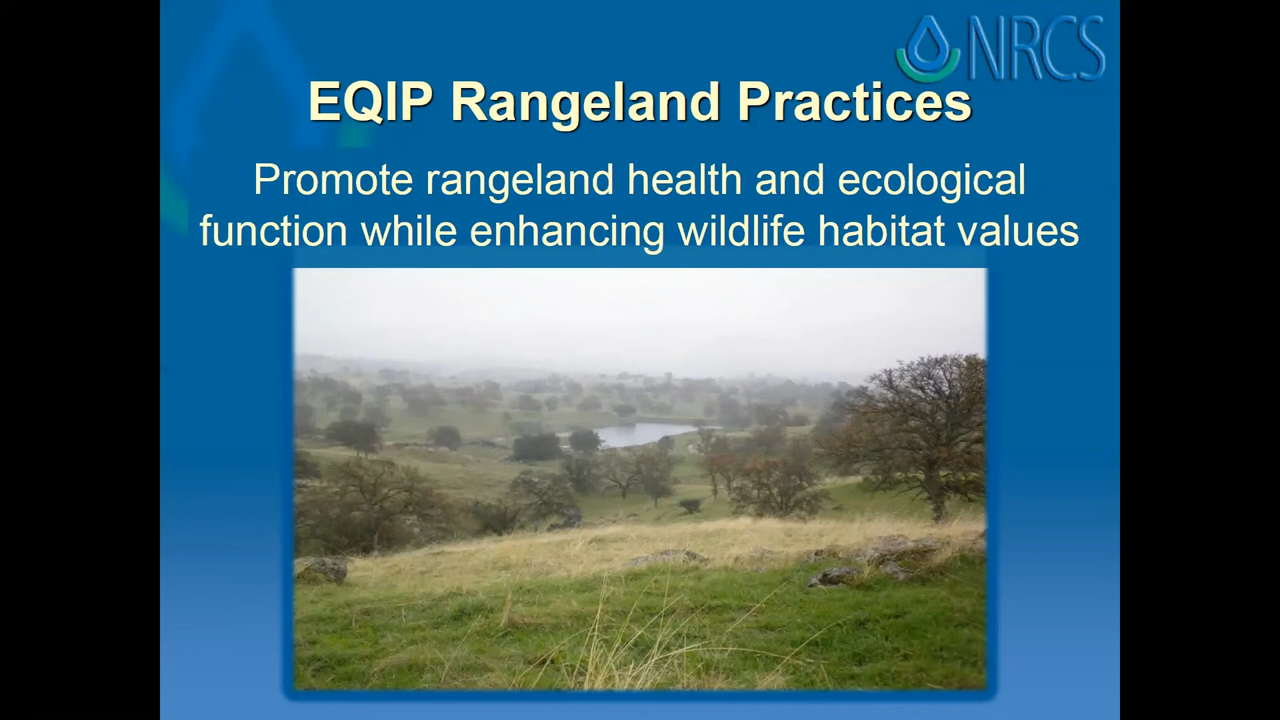 NRCS
EQIP Rangeland Practices
Promote rangeland health and ecological
function while enhancing wildlife habitat values